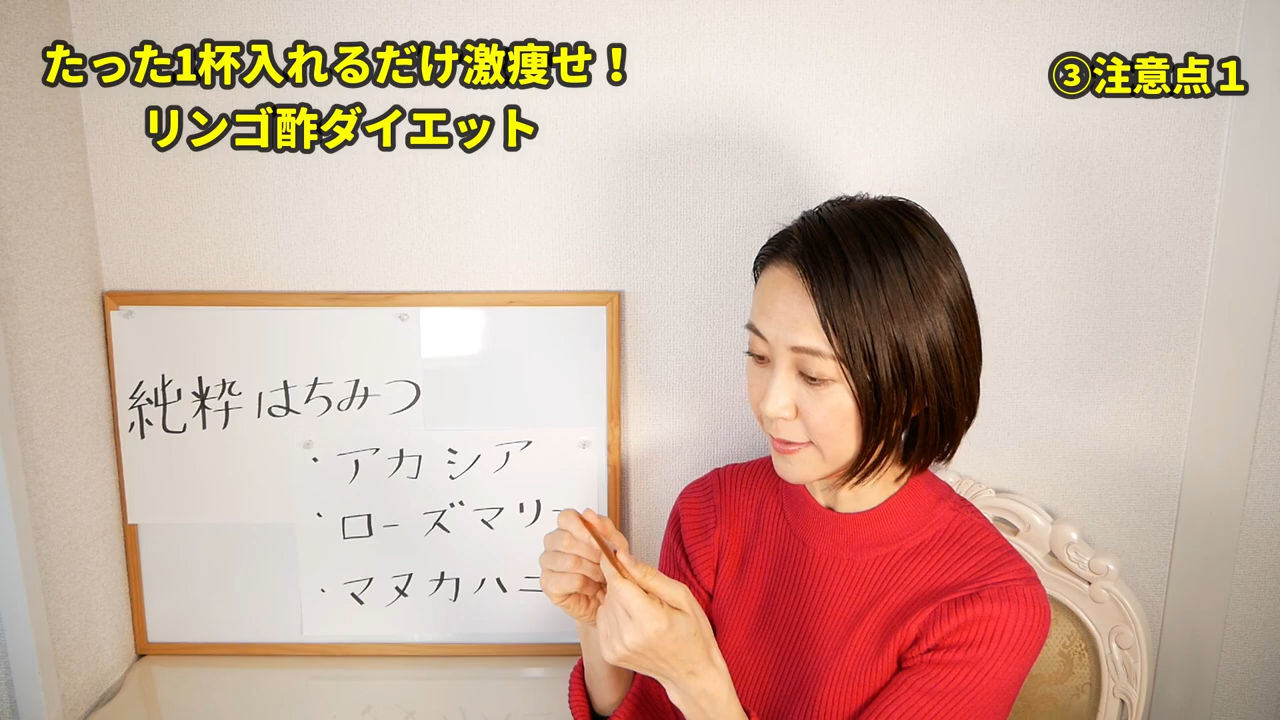 たった1杯入れるだけ激痩せ！
リンゴ酢ダイエット
③注意点１
純粋はちみつ
・アカシア
・ローズマリー
・マヌカハニ